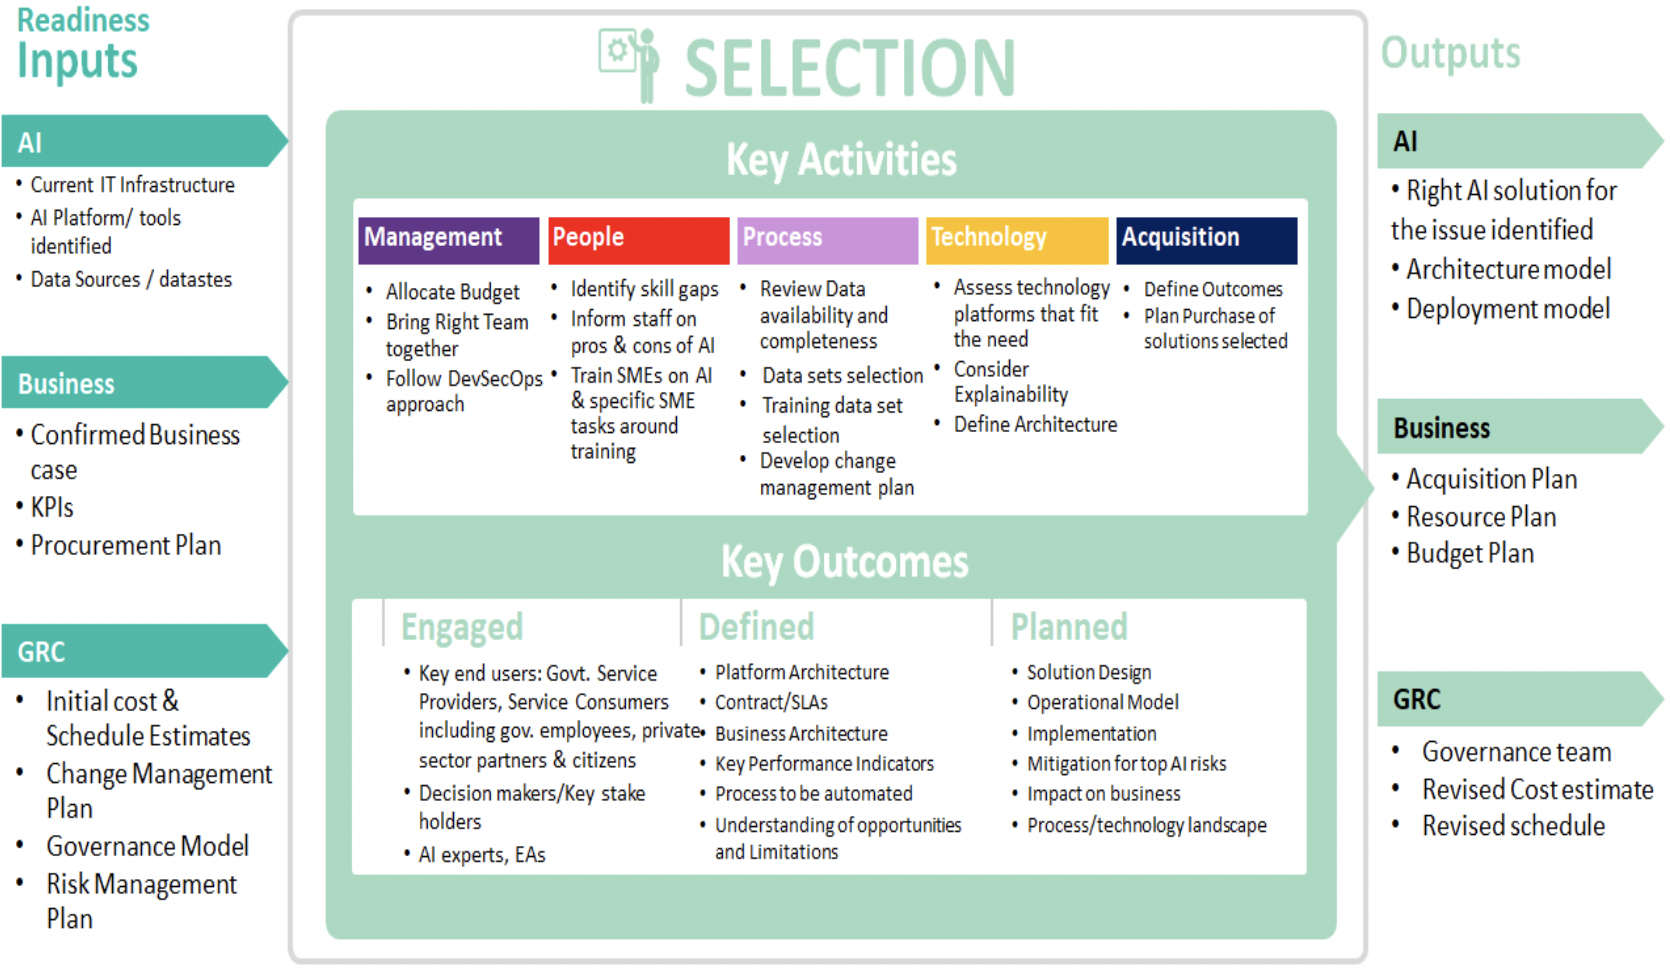 Readiness
Inputs
AI
• Current IT Infrastructure
• AI Platform/ tools
identified
• Data Sources / datastes
Business
• Confirmed Business
case
• KPIs
• Procurement Plan
GRC
• Initial cost &
Schedule Estimates
• Change Management
Plan
• Governance Model
• Risk Management
Plan
SELECTION
Key Activities
Management
• Allocate Budget
• Bring Right Team
together
• Follow DevSecOps
approach
People
• Identify skill gaps
• Inform staff on
pros & cons of AI
• Train SMEs on AI
& specific SME
tasks around
training
Process
• Review Data
availability and
completeness
• Data sets selection
• Training data set
selection
• Develop change
management plan
Technology
• Assess technology
platforms that fit
the need
• Consider
Explainability
• Define Architecture
Acquisition
• Define Outcomes
• Plan Purchase of
solutions selected
Key Outcomes
Engaged
• Key end users: Govt. Service
Providers, Service Consumers
including gov. employees, private
sector partners & citizens
• Decision makers/Key stake
holders
• AI experts, EAs
Defined
• Platform Architecture
• Contract/SLAs
• Business Architecture
• Key Performance Indicators
• Process to be automated
• Understanding of opportunities
and Limitations
Planned
• Solution Design
• Operational Model
• Implementation
• Mitigation for top AI risks
• Impact on business
• Process/technology landscape
Outputs
AI
• Right AI solution for
the issue identified
• Architecture model
• Deployment model
Business
• Acquisition Plan
• Resource Plan
• Budget Plan
GRC
• Governance team
• Revised Cost estimate
• Revised schedule